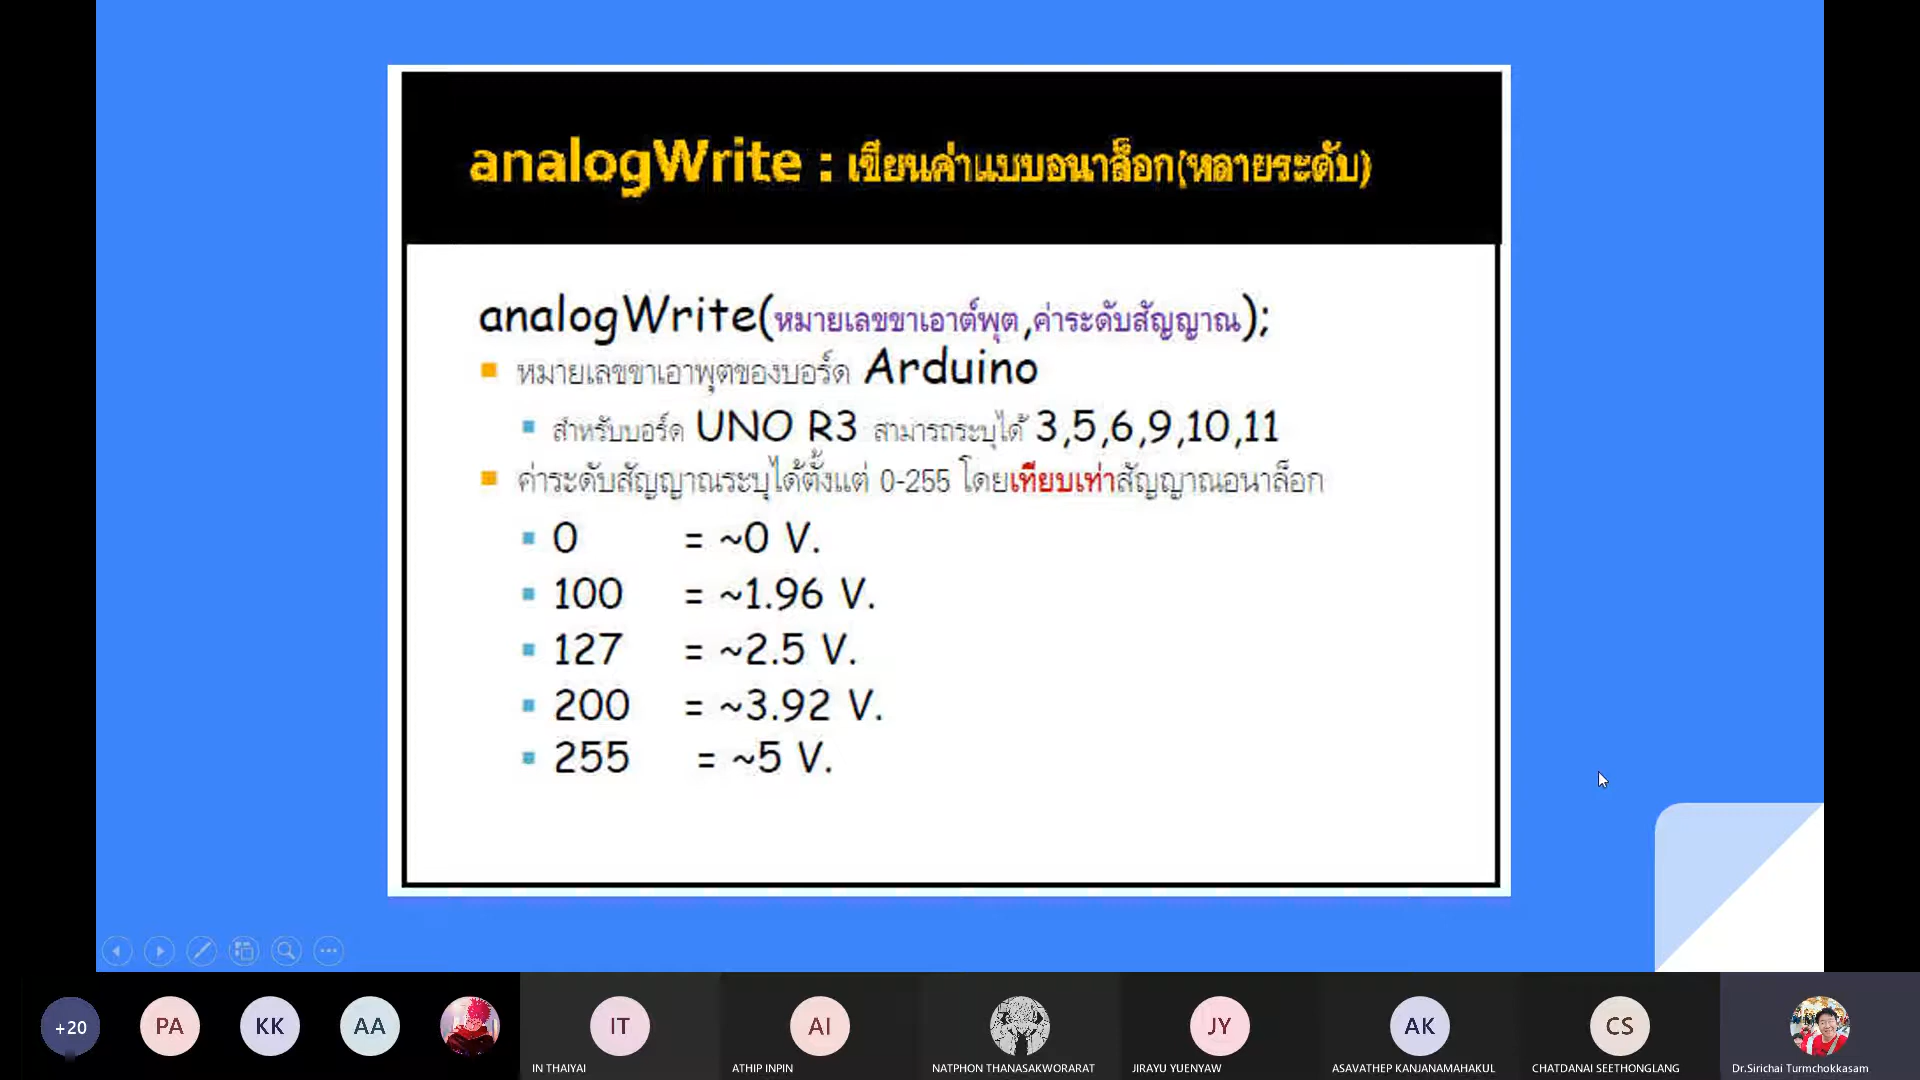 analogWrite : เขียนค่าแบบอนาล็อก(หลายระดับ)
analogWrite(หมายเลขขาเอาต์พุต,ค่าระดับสัญญาณ);
หมายเลขขาเอาพุตของบอร์ด Arduino
สำหรับบอร์ด UNO R3 สามารถระบุได้ 3,5,6,9,10,11
ค่าระดับสัญญาณระบุได้ตั้งแต่ 0-255 โดยเทียบเท่าสัญญาณอนาล็อก
0 = ~0 V.
100 = ~1.96 V.
127 = ~2.5 V.
200 = ~3.92 V.
255 = ~5 V.
+20 PA KK AA IT AI JY AK CS
IN THAIYAI ATHIP INPIN NATPHON THANASAKWORARAT JIRAYU YUENYAW ASAVATHEP KANJANAMAHAKUL CHATDANAI SEETHONGLANG Dr.Sirichai Turmchokkasam